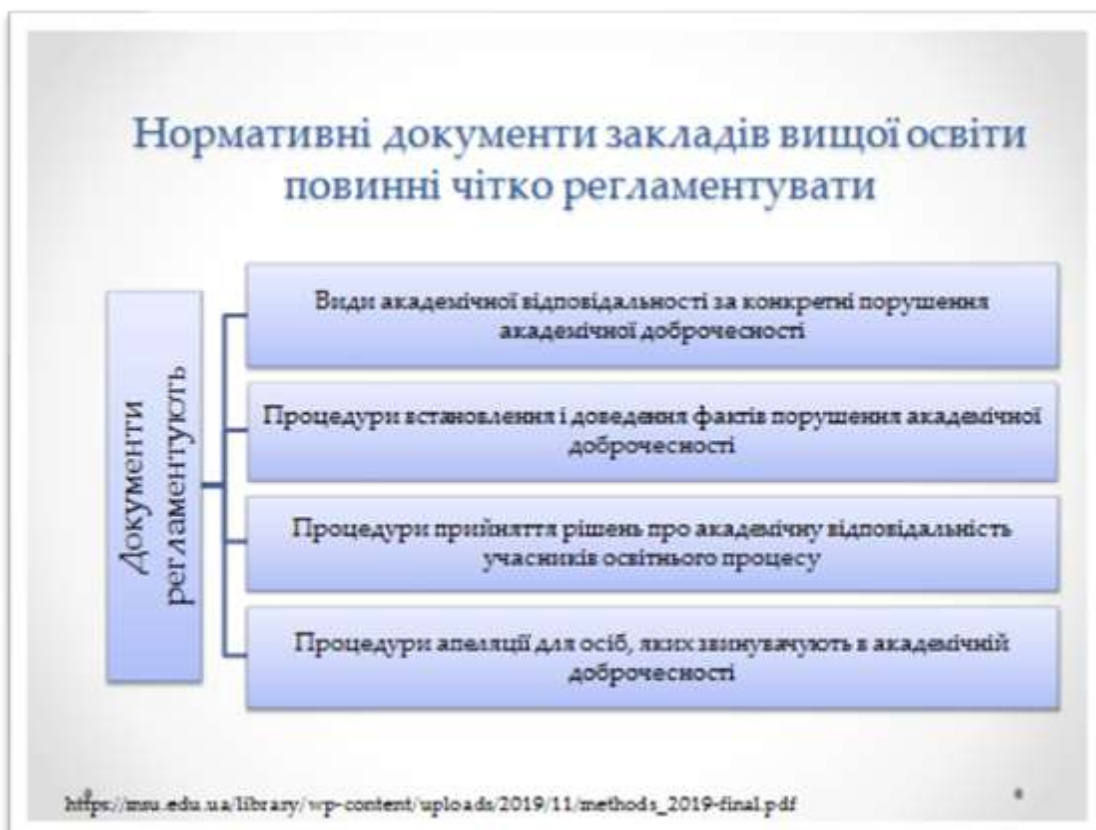 Нормативні документи закладів вищої освіти
повинні чітко регламентувати
Документи
регламентують
Види академічної відповідальності за конкретні порушення
академічної доброчесності
Процедури встановлення і доведення фактів порушення академічної
доброчесності
Процедури прийняття рішень про академічну відповідальність
учасників освітнього процесу
Процедури апеляції для осіб, яких звинувачують в академічній
доброчесності
https://msu.edu.ua/library/wp-content/uploads/2019/11/methods_2019-final.pdf